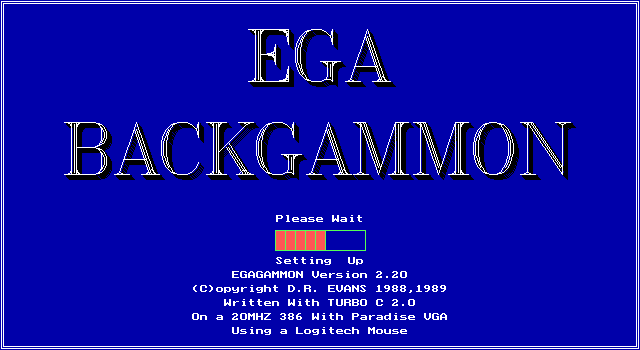 EGA
BACKGAMMON
Please Wait
Setting Up
EGAGAMMON Version 2.20
(C)opyright D.R. EVANS 1988,1989
Written With TURBO C 2.0
On a 20MHZ 386 With Paradise VGA
Using a Logitech Mouse